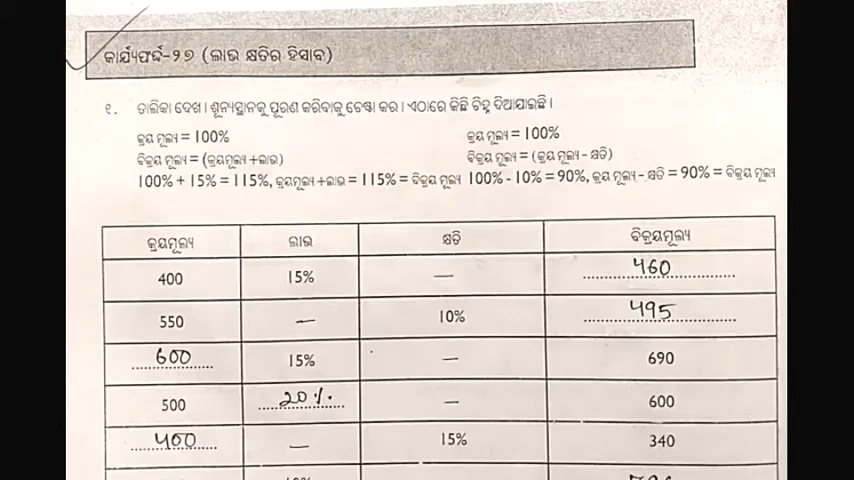 କାର୍ଯ୍ୟଫର୍ଦ୍ଦ-୨୭ (ଲାଭ କ୍ଷତିର ହିସାବ)
୧. ତାଲିକା ଦେଖ । ଶୂନ୍ୟସ୍ଥାନକୁ ପୂରଣ କରିବାକୁ ଚେଷ୍ଟା କର । ଏଠାରେ କିଛି ଚିହ୍ନ ଦିଆଯାଇଛି ।
କ୍ରୟ ମୂଲ୍ୟ = 100% କ୍ରୟ ମୂଲ୍ୟ = 100%
ବିକ୍ରୟ ମୂଲ୍ୟ = (କ୍ରୟମୂଲ୍ୟ +ଲାଭ) ବିକ୍ରୟ ମୂଲ୍ୟ = (କ୍ରୟ ମୂଲ୍ୟ - କ୍ଷତି)
100% + 15% = 115%, କ୍ରୟମୂଲ୍ୟ +ଲାଭ = 115% = ବିକ୍ରୟ ମୂଲ୍ୟ 100% - 10% = 90%, କ୍ରୟ ମୂଲ୍ୟ - କ୍ଷତି = 90% = ବିକ୍ରୟ ମୂଲ୍ୟ
କ୍ରୟମୂଲ୍ୟ ଲାଭ କ୍ଷତି ବିକ୍ରୟମୂଲ୍ୟ
400 15% — 460
550 — 10% 495
600 15% — 690
500 20% — 600
400 — 15% 340